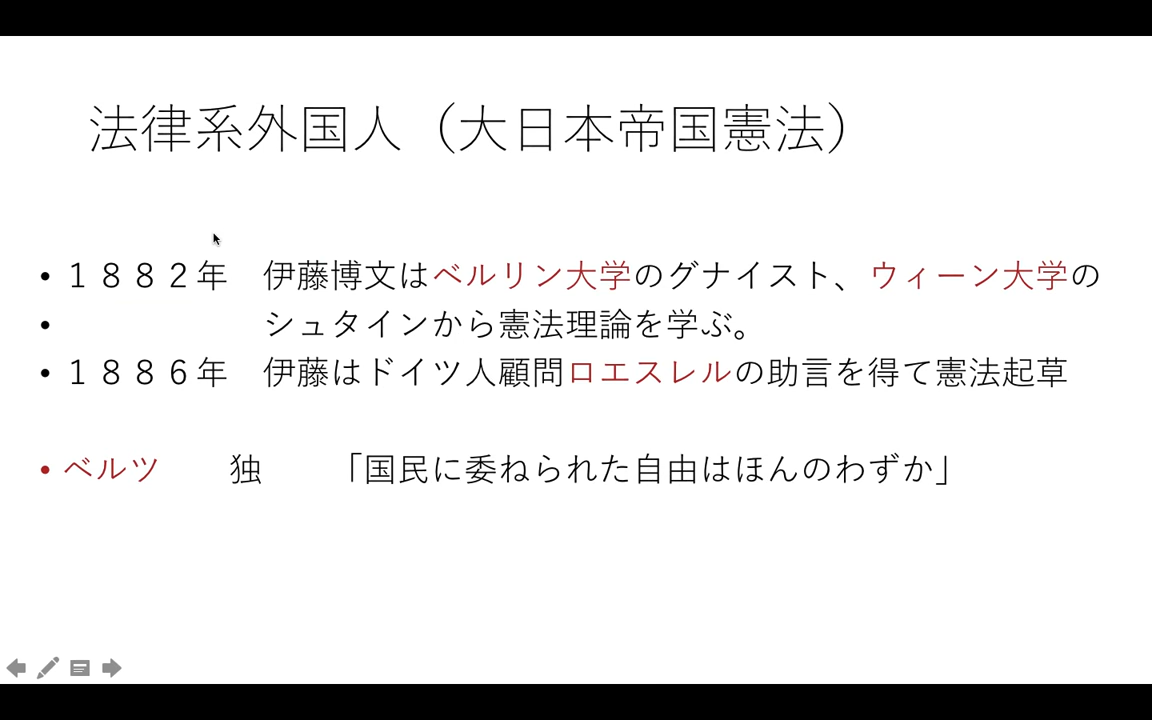 法律系外国人（大日本帝国憲法）
• １８８２年　伊藤博文はベルリン大学のグナイスト、ウィーン大学の
•　　　　　　シュタインから憲法理論を学ぶ。
• １８８６年　伊藤はドイツ人顧問ロエスレルの助言を得て憲法起草
• ベルツ　　独　　「国民に委ねられた自由はほんのわずか」